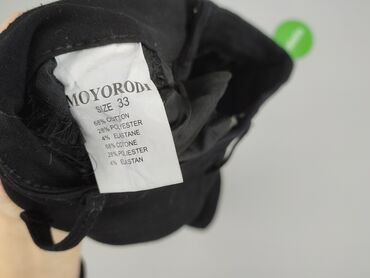 MOYORODI
SIZE 33
68% COTTON
28% POLYESTER
4% ELASTANE
68% COTONE
28% POLIESTER
4% ELASTAN